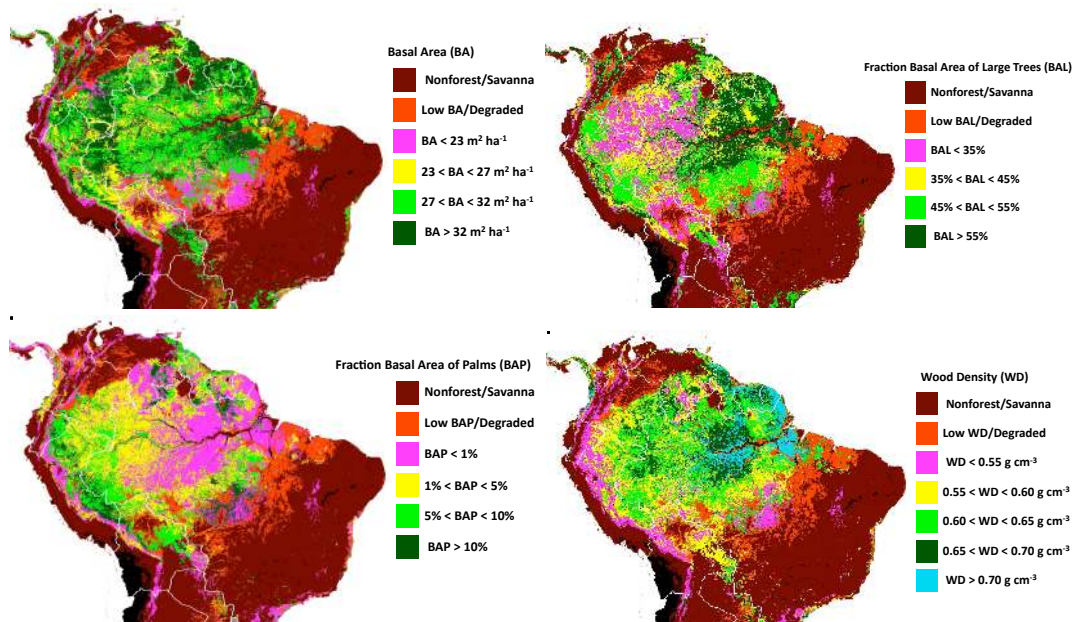 Basal Area (BA)
Nonforest/Savanna
Low BA/Degraded
BA < 23 m² ha⁻¹
23 < BA < 27 m² ha⁻¹
27 < BA < 32 m² ha⁻¹
BA > 32 m² ha⁻¹
Fraction Basal Area of Large Trees (BAL)
Nonforest/Savanna
Low BAL/Degraded
BAL < 35%
35% < BAL < 45%
45% < BAL < 55%
BAL > 55%
Fraction Basal Area of Palms (BAP)
Nonforest/Savanna
Low BAP/Degraded
BAP < 1%
1% < BAP < 5%
5% < BAP < 10%
BAP > 10%
Wood Density (WD)
Nonforest/Savanna
Low WD/Degraded
WD < 0.55 g cm⁻³
0.55 < WD < 0.60 g cm⁻³
0.60 < WD < 0.65 g cm⁻³
0.65 < WD < 0.70 g cm⁻³
WD > 0.70 g cm⁻³